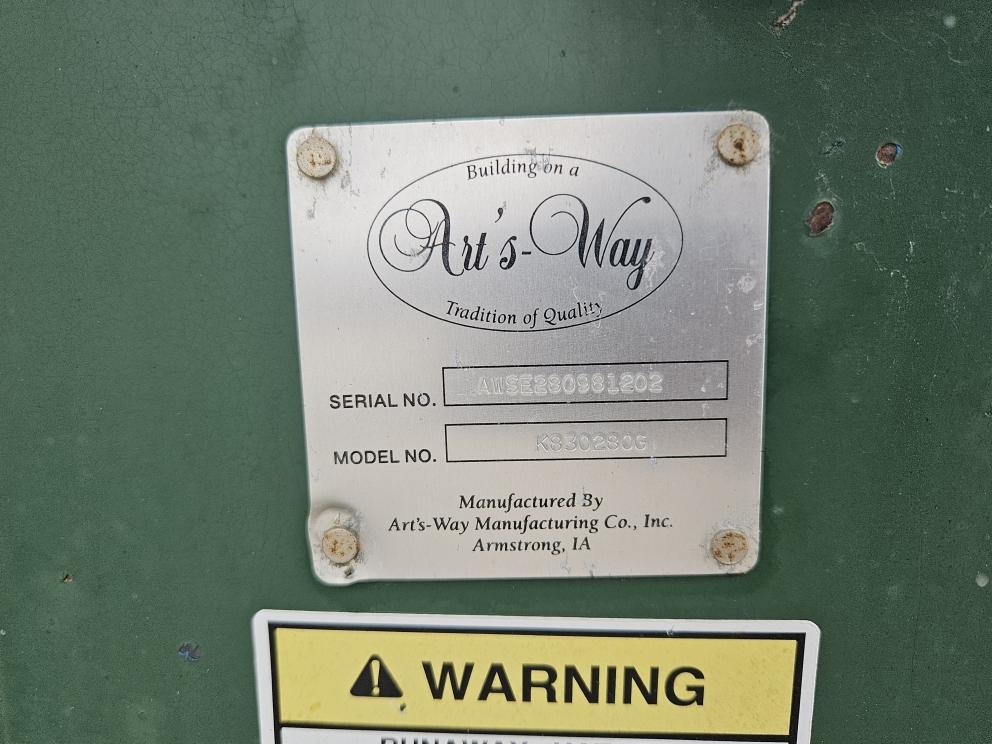 Building on a
Art's-Way
Tradition of Quality
SERIAL NO. AWSE280981202
MODEL NO. K830280G
Manufactured By
Art's-Way Manufacturing Co., Inc.
Armstrong, IA
WARNING